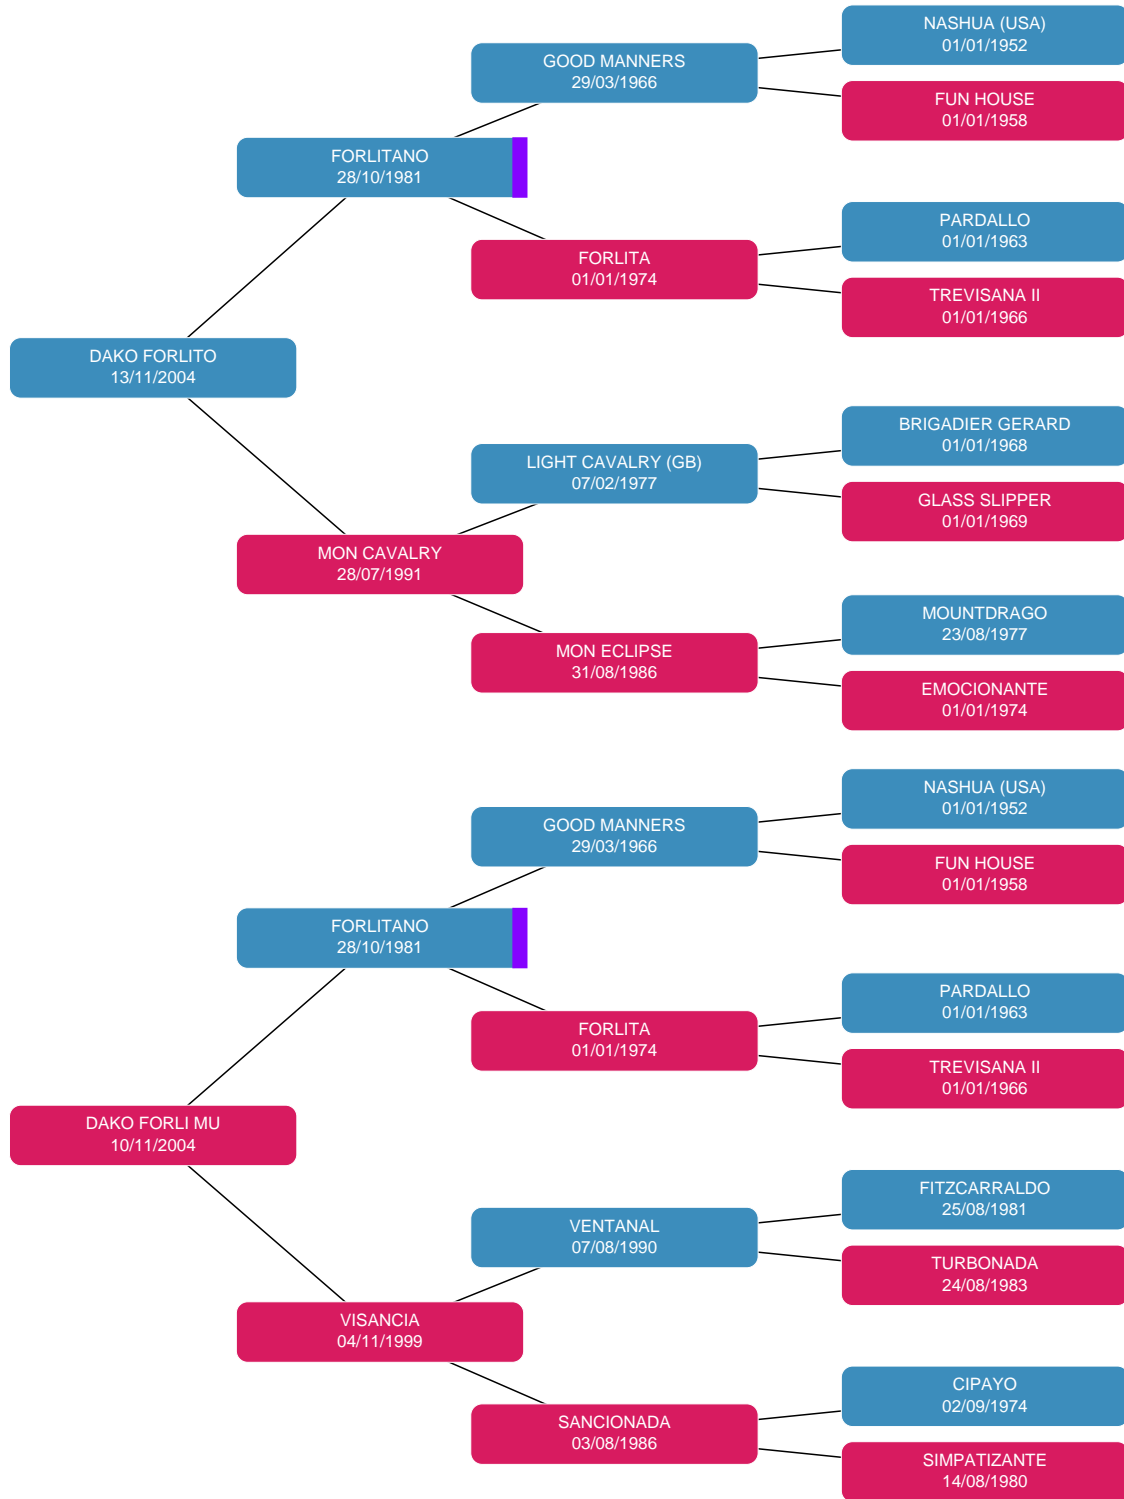 NASHUA (USA)
01/01/1952
GOOD MANNERS
29/03/1966
FUN HOUSE
01/01/1958
FORLITANO
28/10/1981
PARDALLO
01/01/1963
FORLITA
01/01/1974
TREVISANA II
01/01/1966
DAKO FORLITO
13/11/2004
BRIGADIER GERARD
01/01/1968
LIGHT CAVALRY (GB)
07/02/1977
GLASS SLIPPER
01/01/1969
MON CAVALRY
28/07/1991
MOUNTDRAGO
23/08/1977
MON ECLIPSE
31/08/1986
EMOCIONANTE
01/01/1974
NASHUA (USA)
01/01/1952
GOOD MANNERS
29/03/1966
FUN HOUSE
01/01/1958
FORLITANO
28/10/1981
PARDALLO
01/01/1963
FORLITA
01/01/1974
TREVISANA II
01/01/1966
DAKO FORLI MU
10/11/2004
FITZCARRALDO
25/08/1981
VENTANAL
07/08/1990
TURBONADA
24/08/1983
VISANCIA
04/11/1999
CIPAYO
02/09/1974
SANCIONADA
03/08/1986
SIMPATIZANTE
14/08/1980